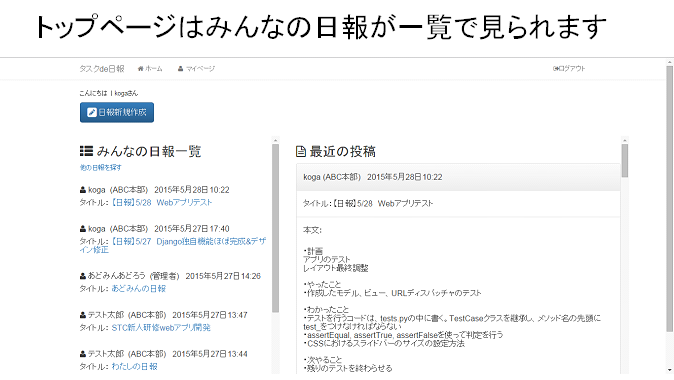 トップページはみんなの日報が一覧で見られます
タスクde日報 ホーム マイページ ログアウト
こんにちは ！kogaさん
日報新規作成
みんなの日報一覧
他の日報を探す
koga (ABC本部) 2015年5月28日10:22
タイトル：【日報】5/28 Webアプリテスト
koga (ABC本部) 2015年5月27日17:40
タイトル：【日報】5/27 Django独自機能ほぼ完成&デザ
イン修正
あどみんあどろう (管理者) 2015年5月27日14:26
タイトル： あどみんの日報
テスト太郎 (ABC本部) 2015年5月27日13:47
タイトル： STC新人研修webアプリ開発
テスト太郎 (ABC本部) 2015年5月27日13:44
タイトル： わたしの日報
最近の投稿
koga (ABC本部) 2015年5月28日10:22
タイトル：【日報】5/28 Webアプリテスト
本文：
・計画
アプリのテスト
レイアウト最終調整
・やったこと
・作成したモデル、ビュー、URLディスパッチャのテスト
・わかったこと
・テストを行うコードは、tests.pyの中に書く。TestCaseクラスを継承し、メソッド名の先頭に
test_をつけなければならない
・assertEqual, assertTrue, assertFalseを使って判定を行う
・CSSにおけるスライドバーのサイズの設定方法
・次やること
・残りのテストを終わらせる